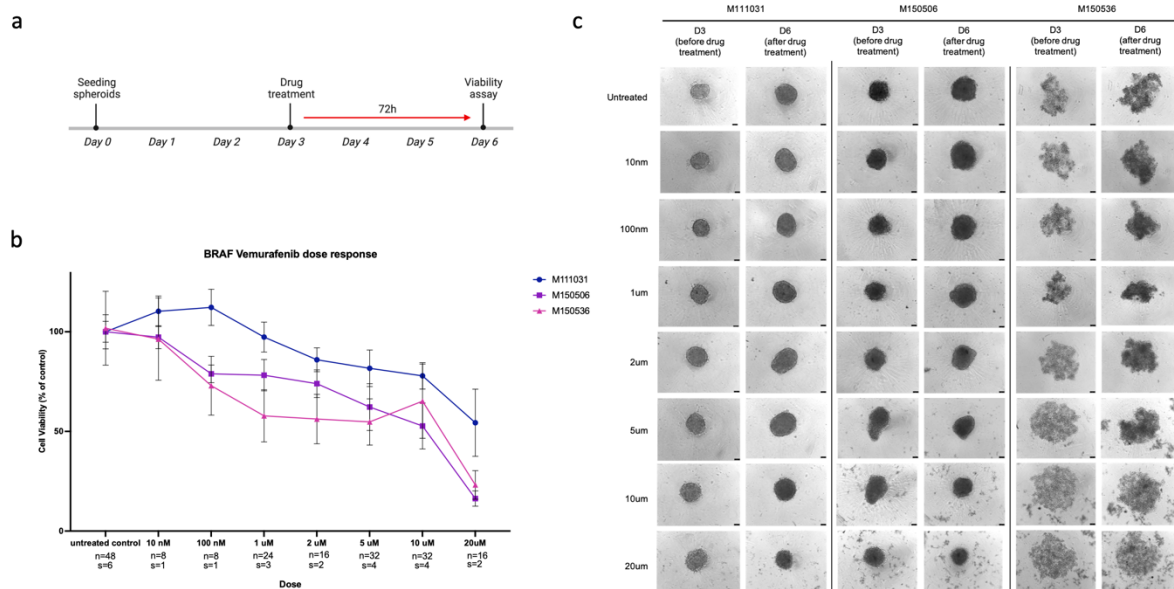 a
Seeding
spheroids
Drug
treatment
Viability
assay
72h
Day 0 Day 1 Day 2 Day 3 Day 4 Day 5 Day 6
b
BRAF Vemurafenib dose response
M111031
M150506
M150536
Cell Viability (% of control)
100
50
0
untreated control 10 nM 100 nM 1 uM 2 uM 5 uM 10 uM 20uM
n=48 n=8 n=8 n=24 n=16 n=32 n=32 n=16
s=6 s=1 s=1 s=3 s=2 s=4 s=4 s=2
Dose
c
M111031 M150506 M150536
D3 D6 D3 D6 D3 D6
(before drug (after drug (before drug (after drug (before drug (after drug
treatment) treatment) treatment) treatment) treatment) treatment)
Untreated
10nm
100nm
1um
2um
5um
10um
20um